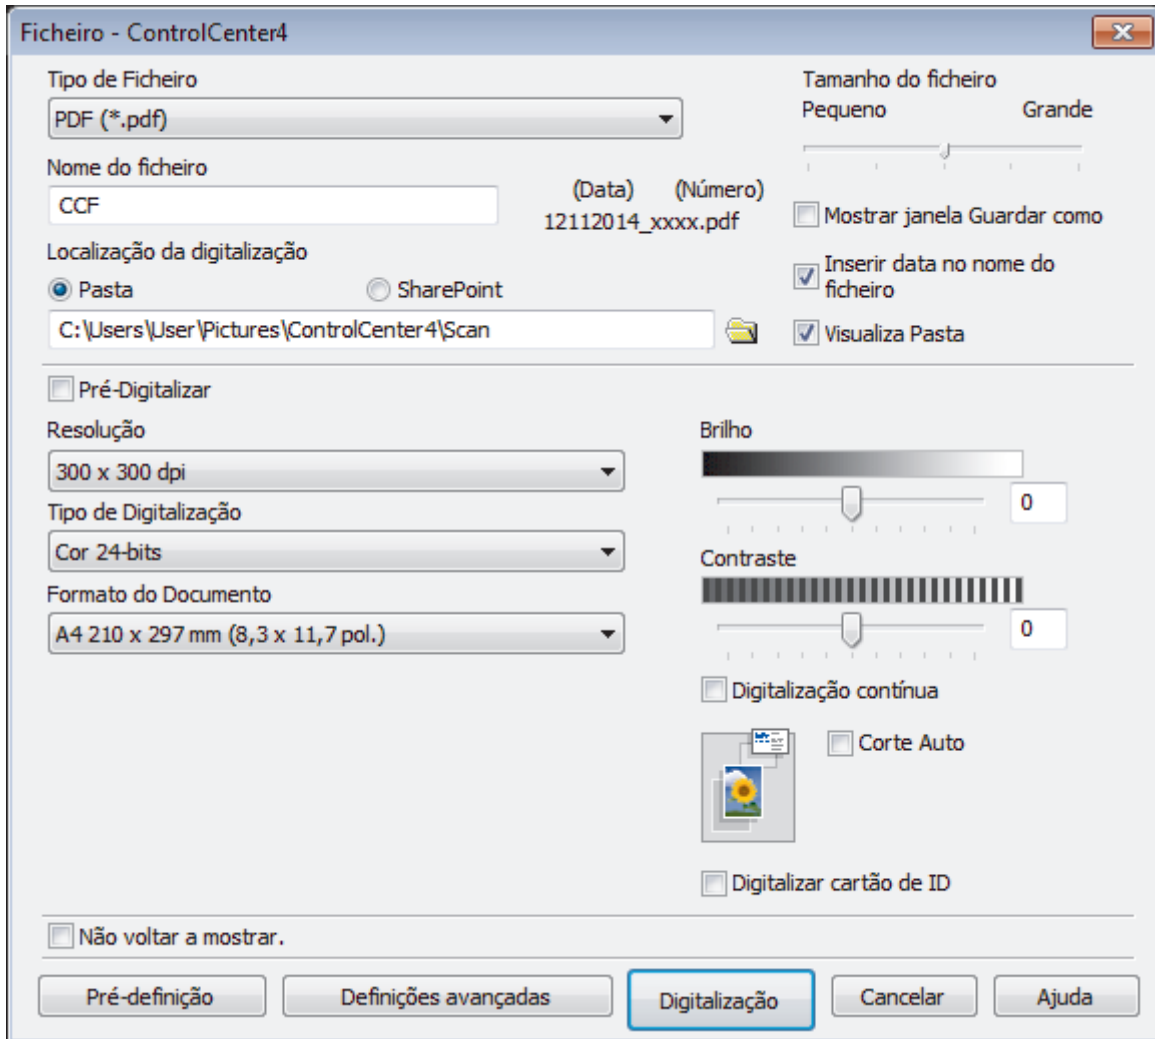 Ficheiro - ControlCenter4
Tipo de Ficheiro
PDF (*.pdf)
Tamanho do ficheiro
Pequeno Grande
Nome do ficheiro
CCF
(Data) (Número)
12112014_xxxx.pdf
Mostrar janela Guardar como
Inserir data no nome do
ficheiro
Visualiza Pasta
Localização da digitalização
Pasta SharePoint
C:\Users\User\Pictures\ControlCenter4\Scan
Pré-Digitalizar
Resolução
300 x 300 dpi
Tipo de Digitalização
Cor 24-bits
Formato do Documento
A4 210 x 297 mm (8,3 x 11,7 pol.)
Brilho
0
Contraste
0
Digitalização contínua
Corte Auto
Digitalizar cartão de ID
Não voltar a mostrar.
Pré-definição Definições avançadas Digitalização Cancelar Ajuda